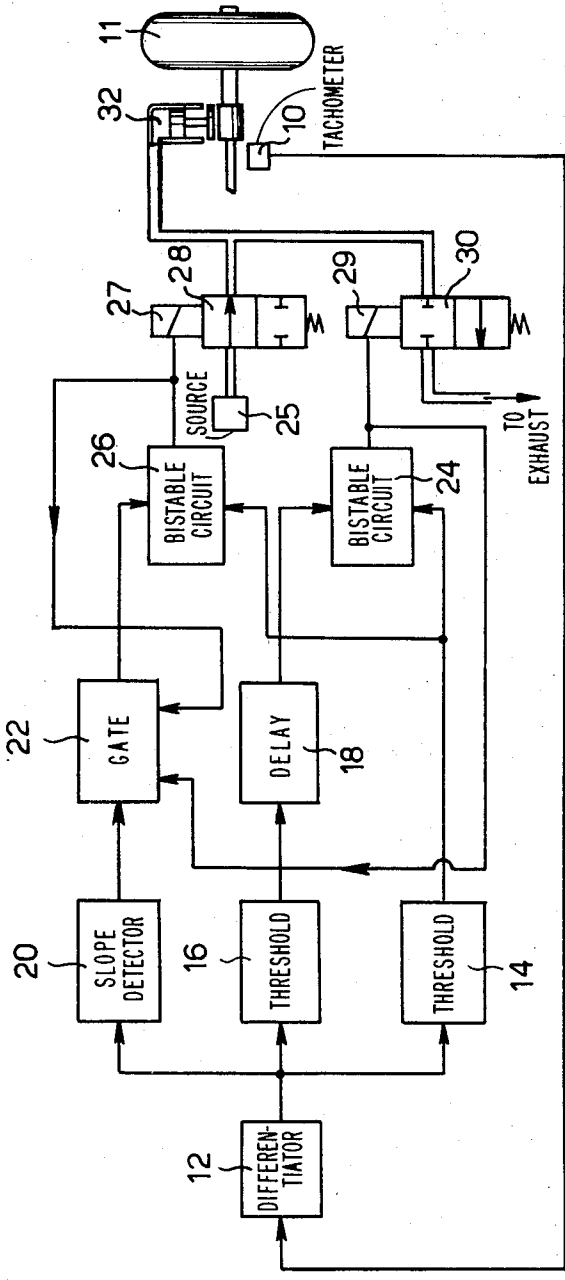 12
DIFFEREN-
TIATOR
20
SLOPE
DETECTOR
16
THRESHOLD
THRESHOLD
14
22
GATE
DELAY
18
26
BISTABLE
CIRCUIT
BISTABLE
CIRCUIT
24
SOURCE
25
27
28
29
30
TO
EXHAUST
32
11
10
TACHOMETER